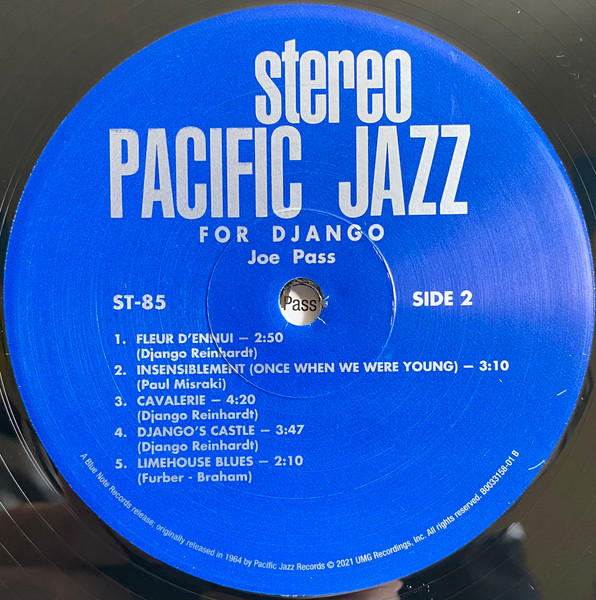 stereo
PACIFIC JAZZ
FOR DJANGO
Joe Pass
ST-85
Pass
SIDE 2
1. FLEUR D'ENNUI – 2:50
(Django Reinhardt)
2. INSENSIBLEMENT (ONCE WHEN WE WERE YOUNG) – 3:10
(Paul Misraki)
3. CAVALERIE – 4:20
(Django Reinhardt)
4. DJANGO'S CASTLE – 3:47
(Django Reinhardt)
5. LIMEHOUSE BLUES – 2:10
(Furber - Braham)
A Blue Note Records release; originally released in 1964 by Pacific Jazz Records © 2021 UMG Recordings, Inc. All rights reserved. B0033158-01 B